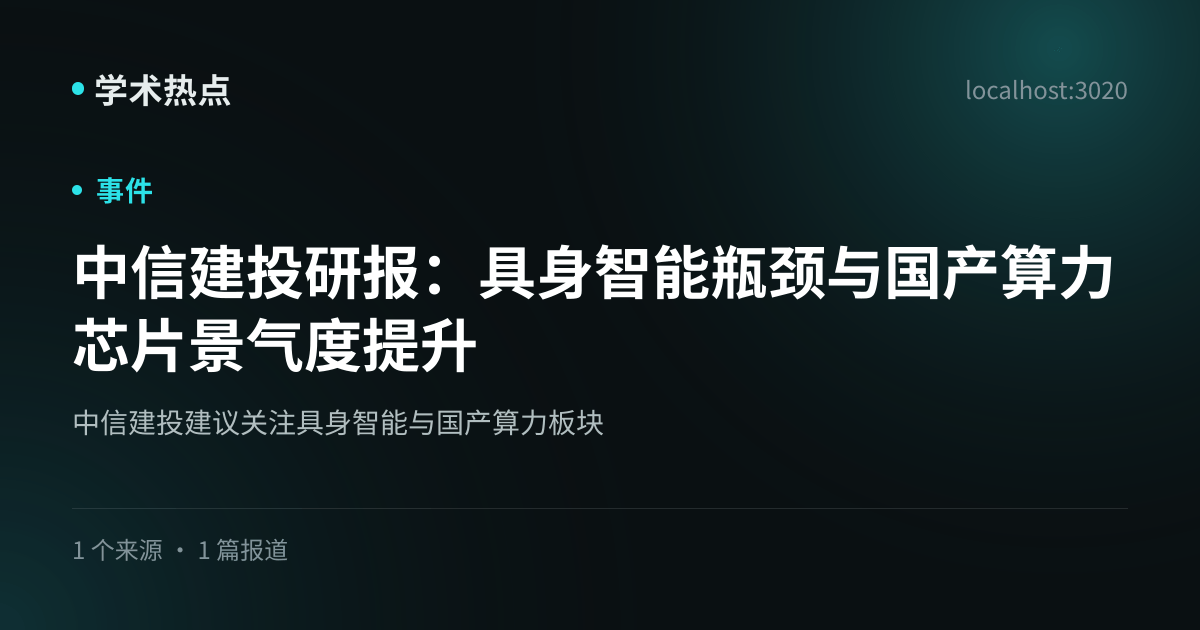 学术热点
localhost:3020
事件
中信建投研报：具身智能瓶颈与国产算力
芯片景气度提升
中信建投建议关注具身智能与国产算力板块
1 个来源 · 1 篇报道